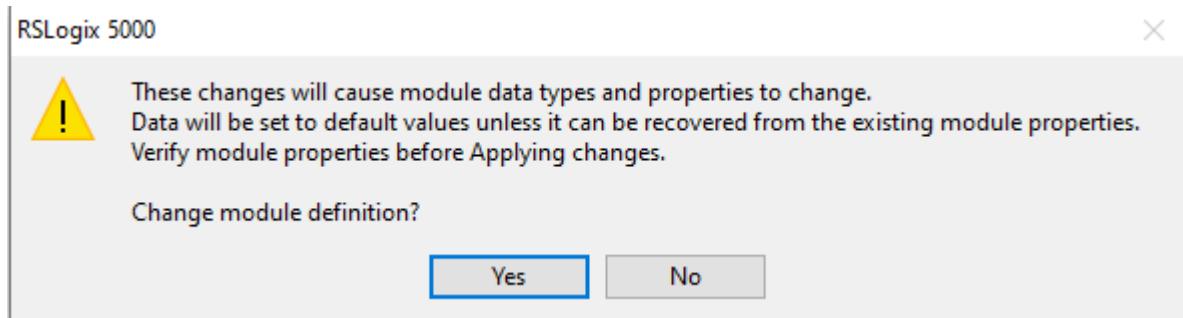 RSLogix 5000
These changes will cause module data types and properties to change.
Data will be set to default values unless it can be recovered from the existing module properties.
Verify module properties before Applying changes.
Change module definition?
Yes
No